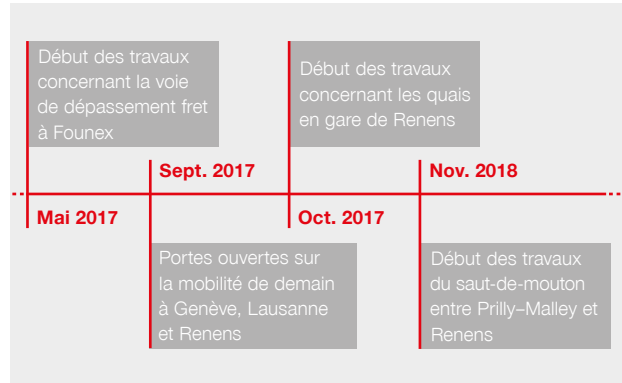 Début des travaux
concernant la voie
de dépassement fret
à Founex
Mai 2017
Sept. 2017
Portes ouvertes sur
la mobilité de demain
à Genève, Lausanne
et Renens
Début des travaux
concernant les quais
en gare de Renens
Oct. 2017
Nov. 2018
Début des travaux
du saut-de-mouton
entre Prilly–Malley et
Renens